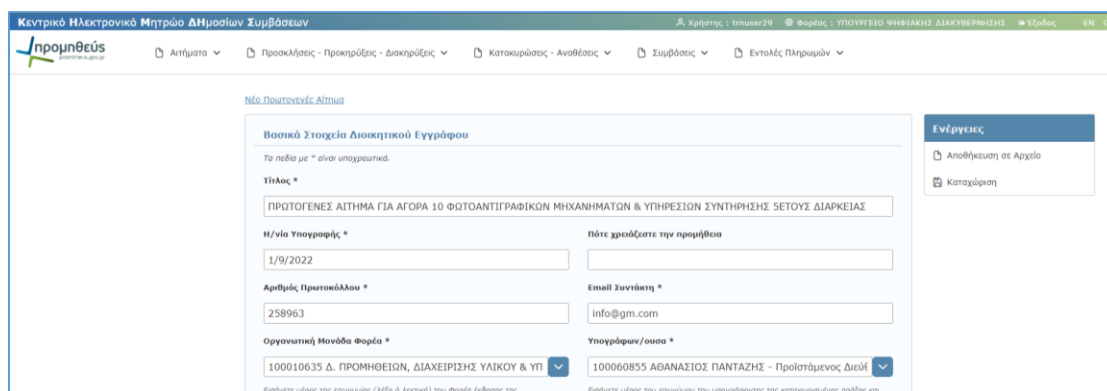 Κεντρικό Ηλεκτρονικό Μητρώο ΔΗμοσίων Συμβάσεων
Χρήστης : trnuser29 Φορέας : ΥΠΟΥΡΓΕΙΟ ΨΗΦΙΑΚΗΣ ΔΙΑΚΥΒΕΡΝΗΣΗΣ Έξοδος EN
προμηθεύς
promitheus.gov.gr
Αιτήματα
Προσκλήσεις - Προκηρύξεις - Διακηρύξεις
Κατακυρώσεις - Αναθέσεις
Συμβάσεις
Εντολές Πληρωμών
Νέο Πρωτογενές Αίτημα
Βασικά Στοιχεία Διοικητικού Εγγράφου
Τα πεδία με * είναι υποχρεωτικά.
Τίτλος *
ΠΡΩΤΟΓΕΝΕΣ ΑΙΤΗΜΑ ΓΙΑ ΑΓΟΡΑ 10 ΦΩΤΟΑΝΤΙΓΡΑΦΙΚΩΝ ΜΗΧΑΝΗΜΑΤΩΝ & ΥΠΗΡΕΣΙΩΝ ΣΥΝΤΗΡΗΣΗΣ 5ΕΤΟΥΣ ΔΙΑΡΚΕΙΑΣ
Η/νία Υπογραφής *
Πότε χρειάζεστε την προμήθεια
1/9/2022
Αριθμός Πρωτοκόλλου *
Email Συντάκτη *
258963
info@gm.com
Οργανωτική Μονάδα Φορέα *
Υπογράφων/ουσα *
100010635 Δ. ΠΡΟΜΗΘΕΙΩΝ, ΔΙΑΧΕΙΡΙΣΗΣ ΥΛΙΚΟΥ & ΥΠ
100060855 ΑΘΑΝΑΣΙΟΣ ΠΑΝΤΑΖΗΣ - Προϊστάμενος Διεύθ
Ενέργειες
Αποθήκευση σε Αρχείο
Καταχώριση